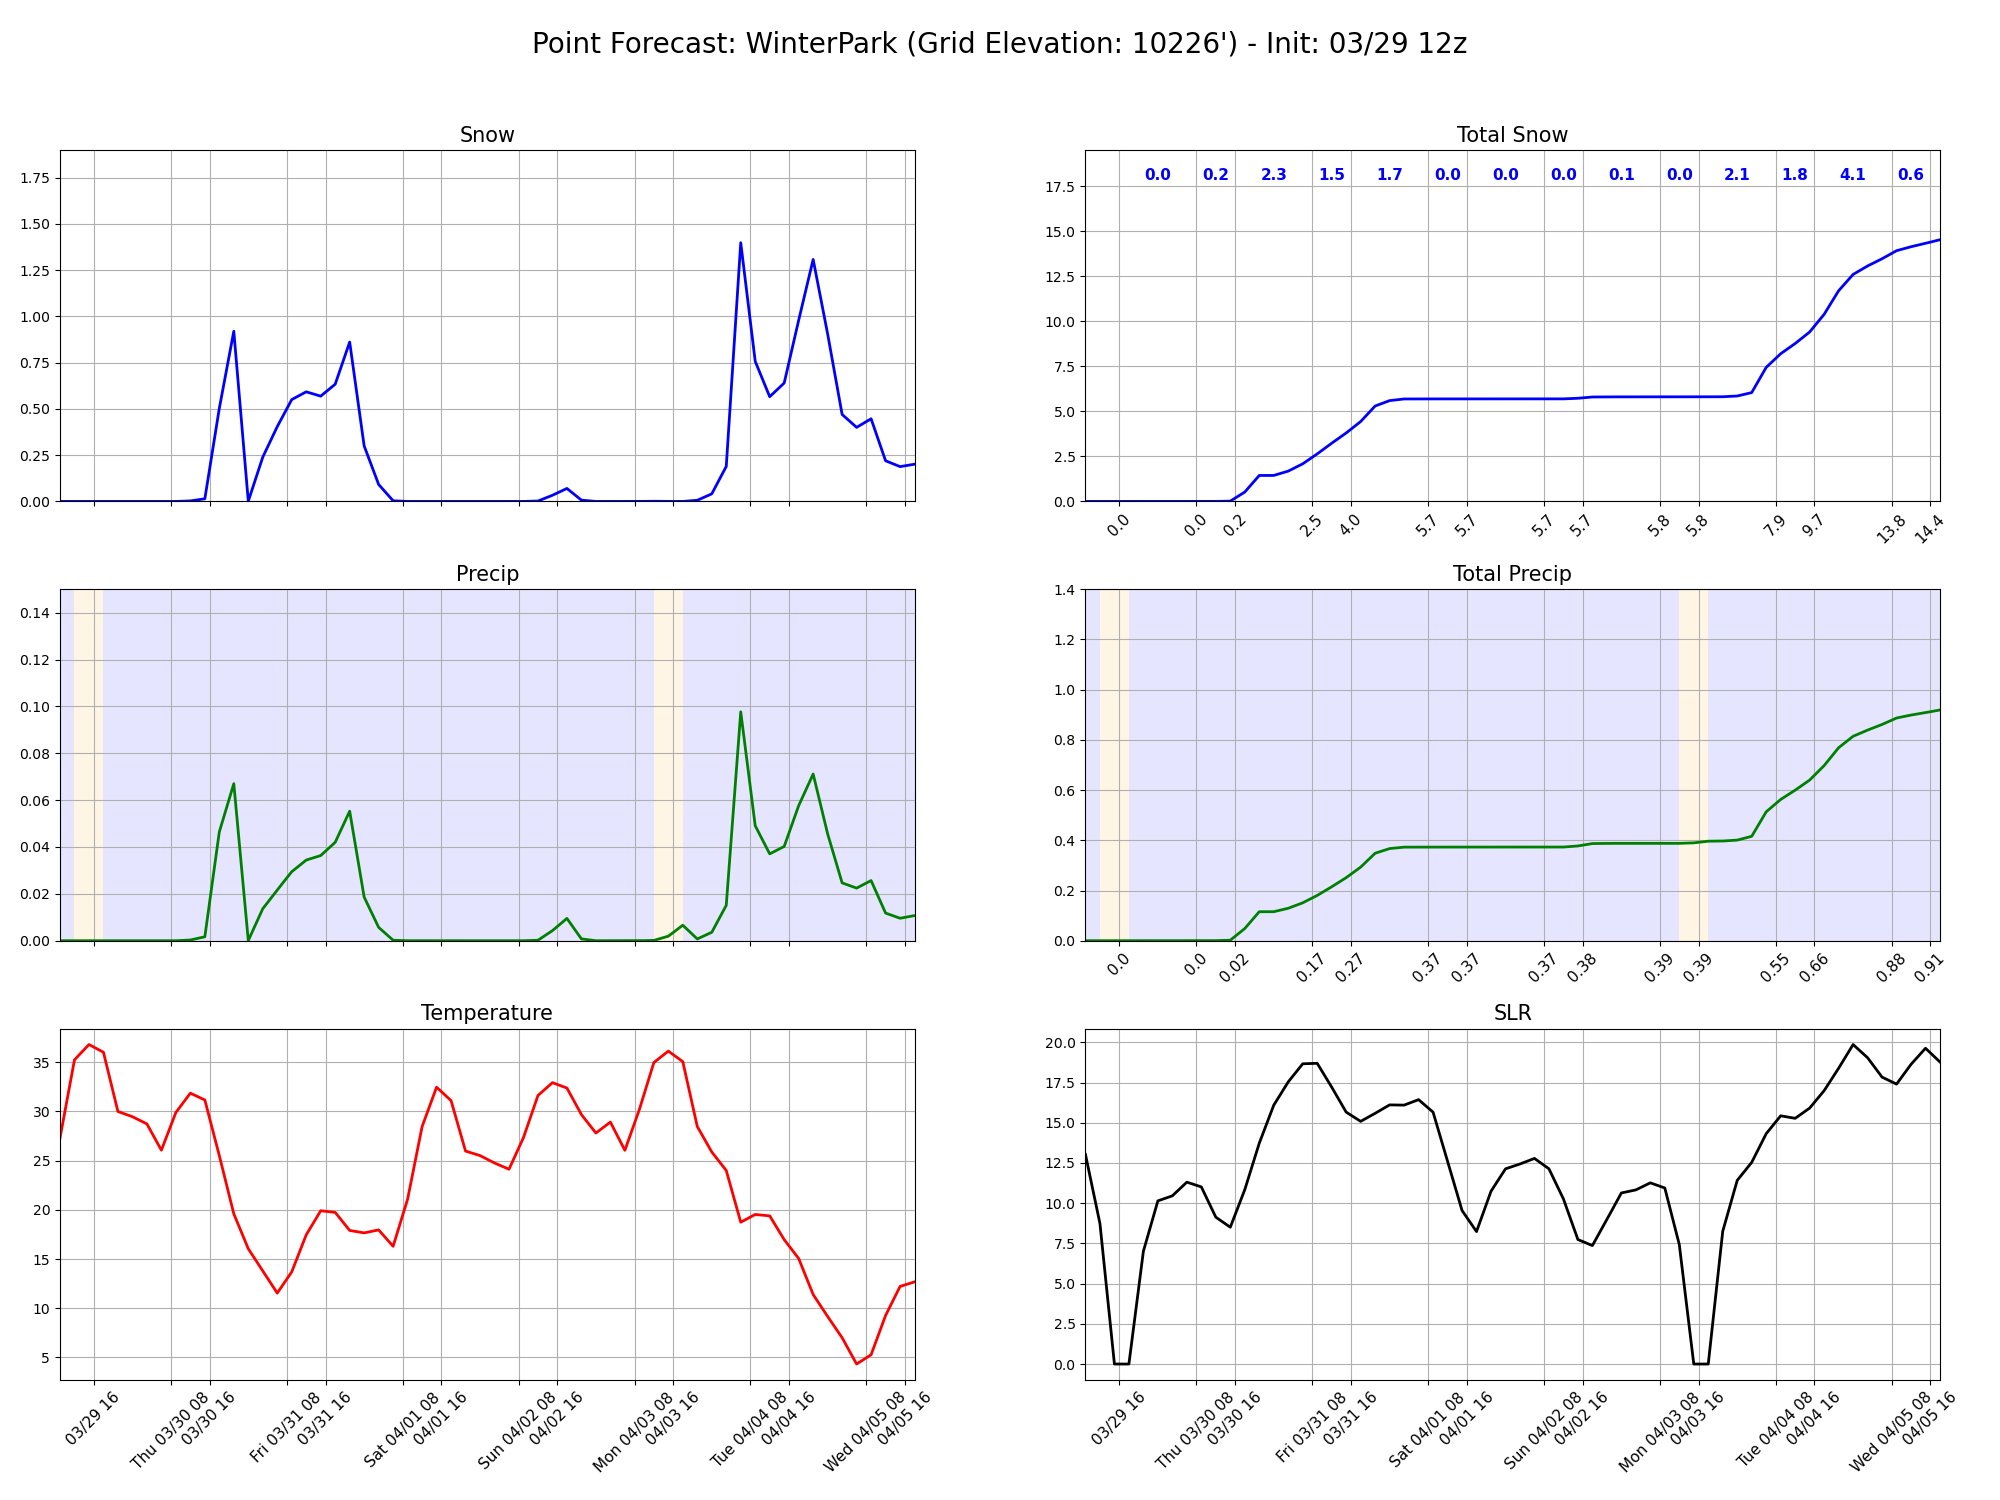 Point Forecast: WinterPark (Grid Elevation: 10226') - Init: 03/29 12z
Snow
1.75
1.50
1.25
1.00
0.75
0.50
0.25
0.00
Total Snow
0.0 0.2 2.3 1.5 1.7 0.0 0.0 0.0 0.1 0.0 2.1 1.8 4.1 0.6
17.5
15.0
12.5
10.0
7.5
5.0
2.5
0.0
0.0 0.0 0.2 2.5 4.0 5.7 5.7 5.7 5.7 5.8 5.8 7.9 9.7 13.8 14.4
Precip
0.14
0.12
0.10
0.08
0.06
0.04
0.02
0.00
Total Precip
1.4
1.2
1.0
0.8
0.6
0.4
0.2
0.0
0.0 0.0 0.02 0.17 0.27 0.37 0.37 0.37 0.38 0.39 0.39 0.55 0.66 0.88 0.91
Temperature
35
30
25
20
15
10
5
03/29 16
Thu 03/30 08
03/30 16
Fri 03/31 08
03/31 16
Sat 04/01 08
04/01 16
Sun 04/02 08
04/02 16
Mon 04/03 08
04/03 16
Tue 04/04 08
04/04 16
Wed 04/05 08
04/05 16
SLR
20.0
17.5
15.0
12.5
10.0
7.5
5.0
2.5
0.0
03/29 16
Thu 03/30 08
03/30 16
Fri 03/31 08
03/31 16
Sat 04/01 08
04/01 16
Sun 04/02 08
04/02 16
Mon 04/03 08
04/03 16
Tue 04/04 08
04/04 16
Wed 04/05 08
04/05 16